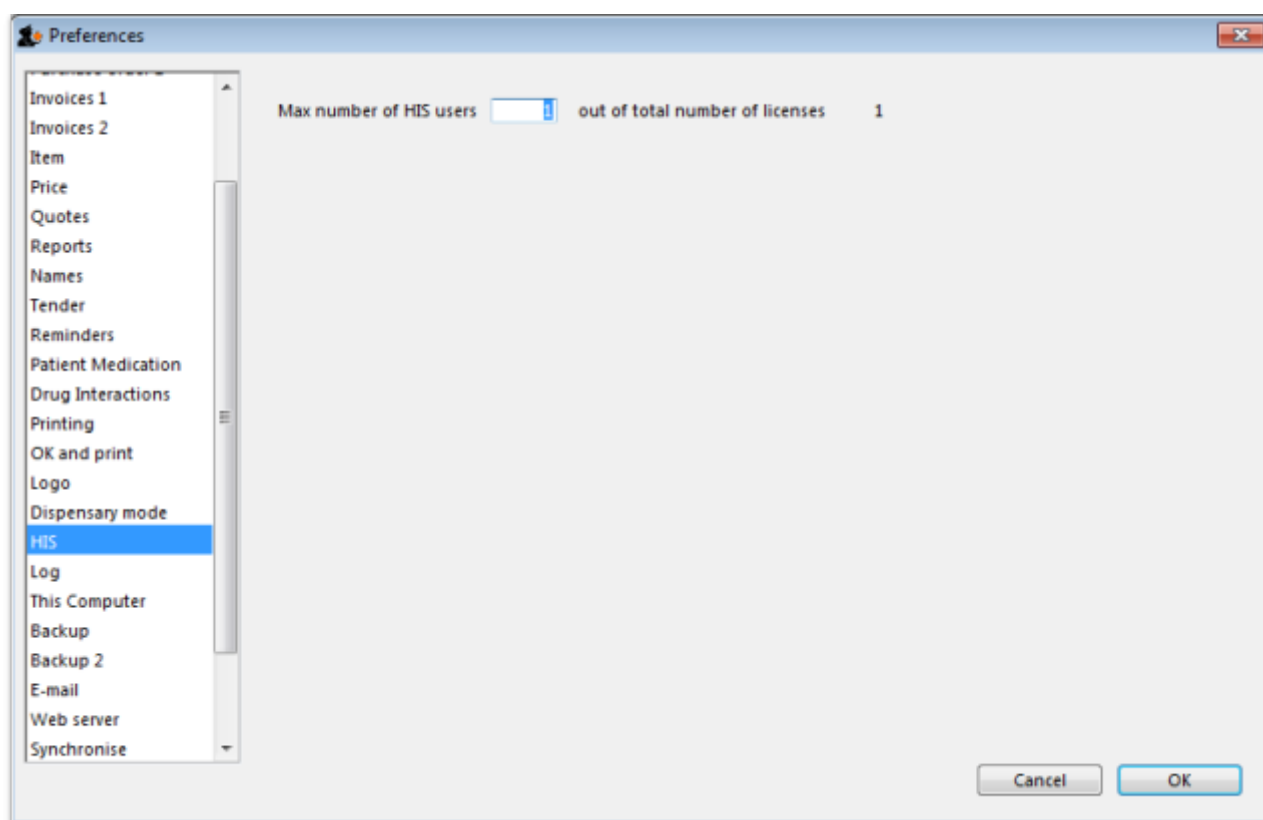 Preferences
Invoices 1
Invoices 2
Item
Price
Quotes
Reports
Names
Tender
Reminders
Patient Medication
Drug Interactions
Printing
OK and print
Logo
Dispensary mode
HIS
Log
This Computer
Backup
Backup 2
E-mail
Web server
Synchronise
Max number of HIS users 1 out of total number of licenses 1
Cancel OK